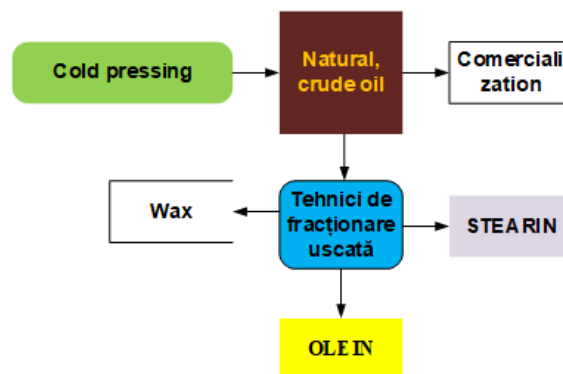 Cold pressing
Natural,
crude oil
Comerciali
zation
Wax
Tehnici de
fracționare
uscată
STEARIN
OLEIN